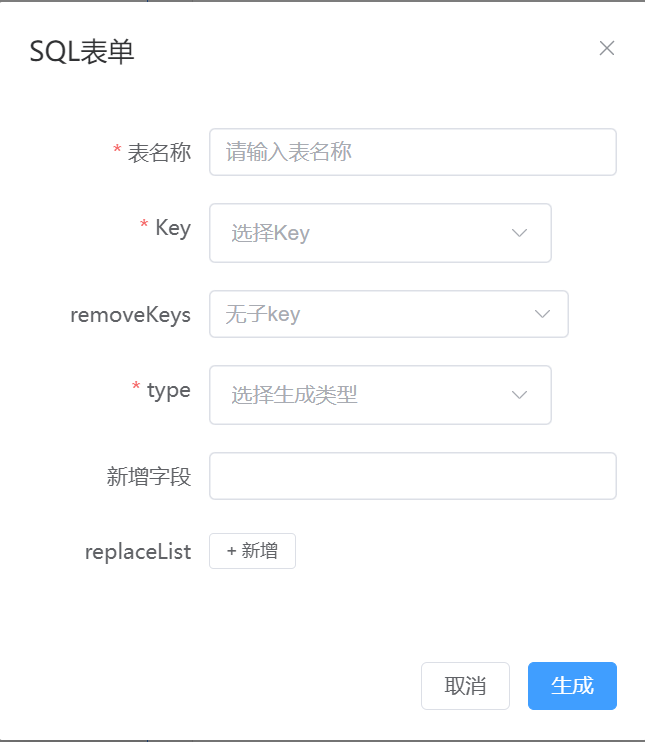 SQL表单
* 表名称 请输入表名称
* Key 选择Key
removeKeys 无子key
* type 选择生成类型
新增字段
replaceList + 新增
取消 生成